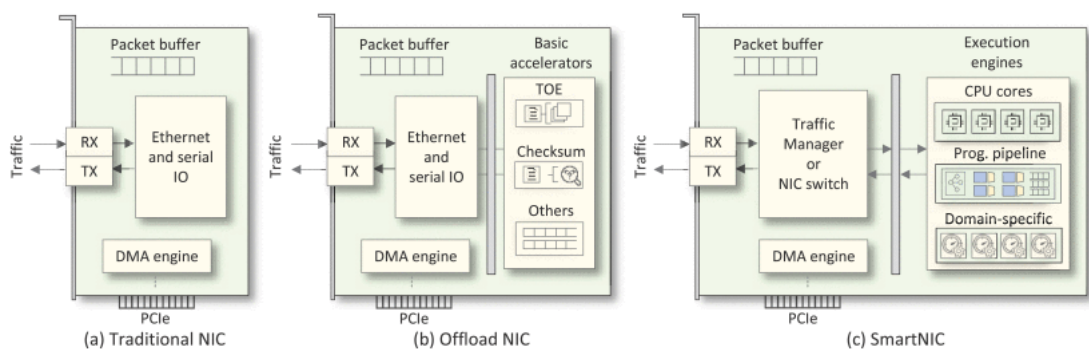 Packet buffer
Traffic
RX
TX
Ethernet
and serial
IO
DMA engine
PCIe
(a) Traditional NIC
Packet buffer
Basic
accelerators
Traffic
RX
TX
Ethernet
and
serial IO
TOE
Checksum
Others
DMA engine
PCIe
(b) Offload NIC
Packet buffer
Execution
engines
Traffic
RX
TX
Traffic
Manager
or
NIC switch
CPU cores
Prog. pipeline
Domain-specific
DMA engine
PCIe
(c) SmartNIC